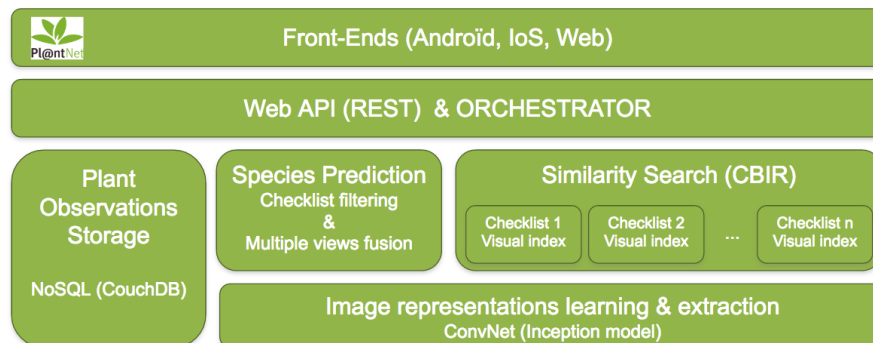 Pl@ntNet
Front-Ends (Androïd, IoS, Web)
Web API (REST) & ORCHESTRATOR
Plant
Observations
Storage
NoSQL (CouchDB)
Species Prediction
Checklist filtering
&
Multiple views fusion
Similarity Search (CBIR)
Checklist 1
Visual index
Checklist 2
Visual index
...
Checklist n
Visual index
Image representations learning & extraction
ConvNet (Inception model)